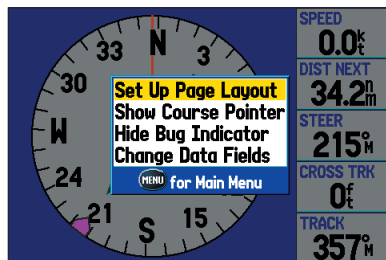 33
N
3
30
W
24
21
S
15
Set Up Page Layout
Show Course Pointer
Hide Bug Indicator
Change Data Fields
MENU for Main Menu
SPEED
0.0kt
DIST NEXT
34.2nm
STEER
215°M
CROSS TRK
0ft
TRACK
357°M